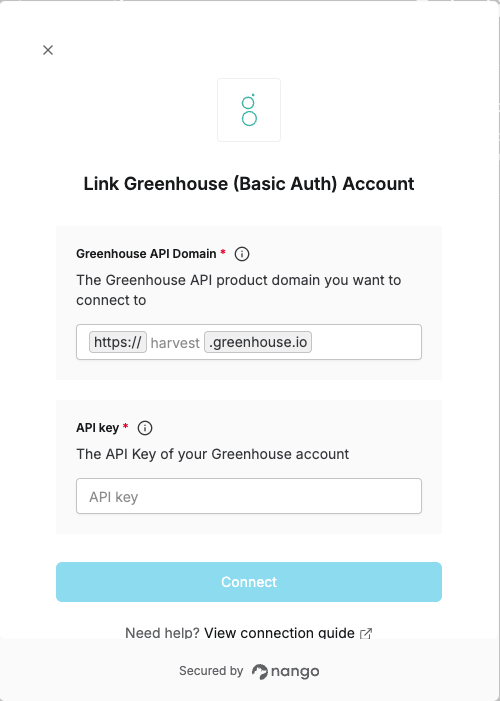 Link Greenhouse (Basic Auth) Account
Greenhouse API Domain *
The Greenhouse API product domain you want to
connect to
https:// harvest .greenhouse.io
API key *
The API Key of your Greenhouse account
API key
Connect
Need help? View connection guide
Secured by nango